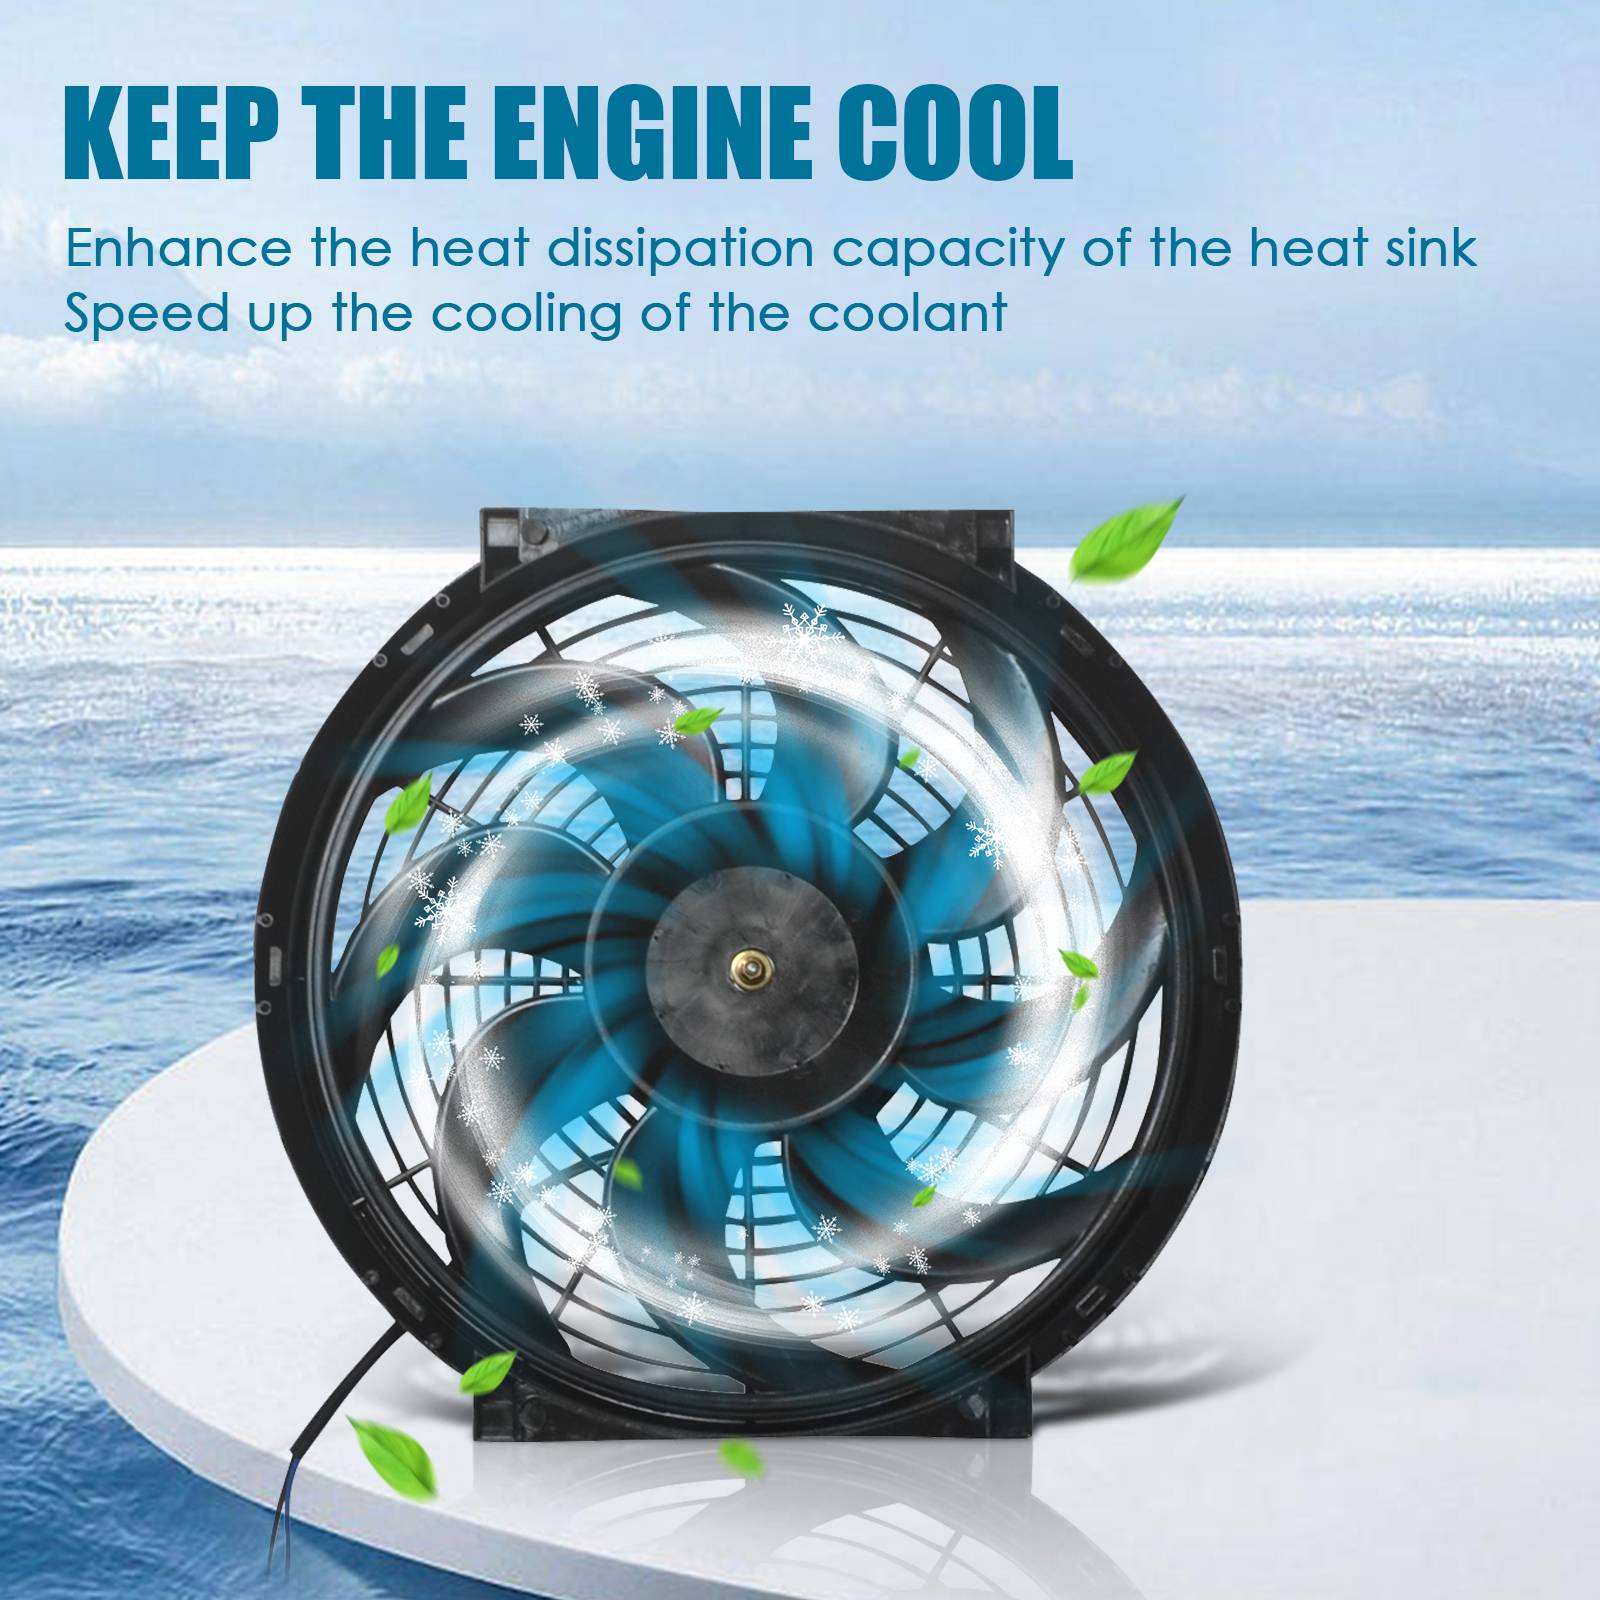 KEEP THE ENGINE COOL
Enhance the heat dissipation capacity of the heat sink
Speed up the cooling of the coolant